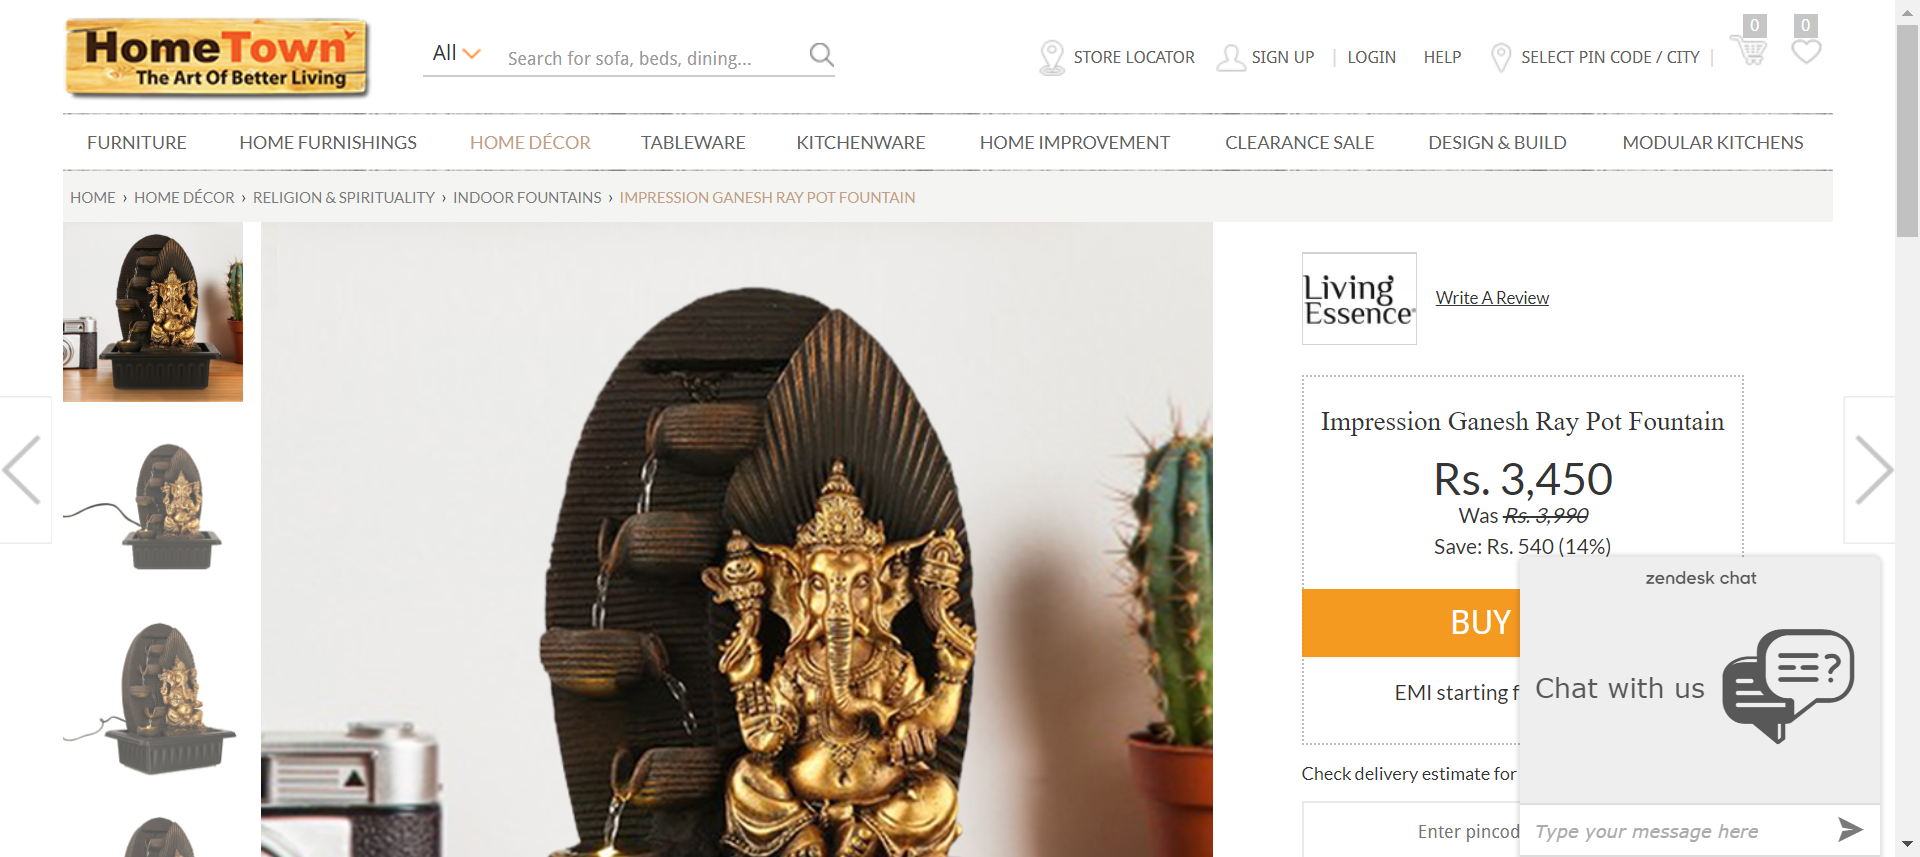 HomeTown
The Art Of Better Living
All
Search for sofa, beds, dining...
STORE LOCATOR
SIGN UP
LOGIN
HELP
SELECT PIN CODE / CITY
0
0
FURNITURE
HOME FURNISHINGS
HOME DÉCOR
TABLEWARE
KITCHENWARE
HOME IMPROVEMENT
CLEARANCE SALE
DESIGN & BUILD
MODULAR KITCHENS
HOME › HOME DÉCOR › RELIGION & SPIRITUALITY › INDOOR FOUNTAINS › IMPRESSION GANESH RAY POT FOUNTAIN
Living
Essence
Write A Review
Impression Ganesh Ray Pot Fountain
Rs. 3,450
Was Rs. 3,990
Save: Rs. 540 (14%)
BUY
EMI starting f
Check delivery estimate for
Enter pincod
zendesk chat
Chat with us
Type your message here